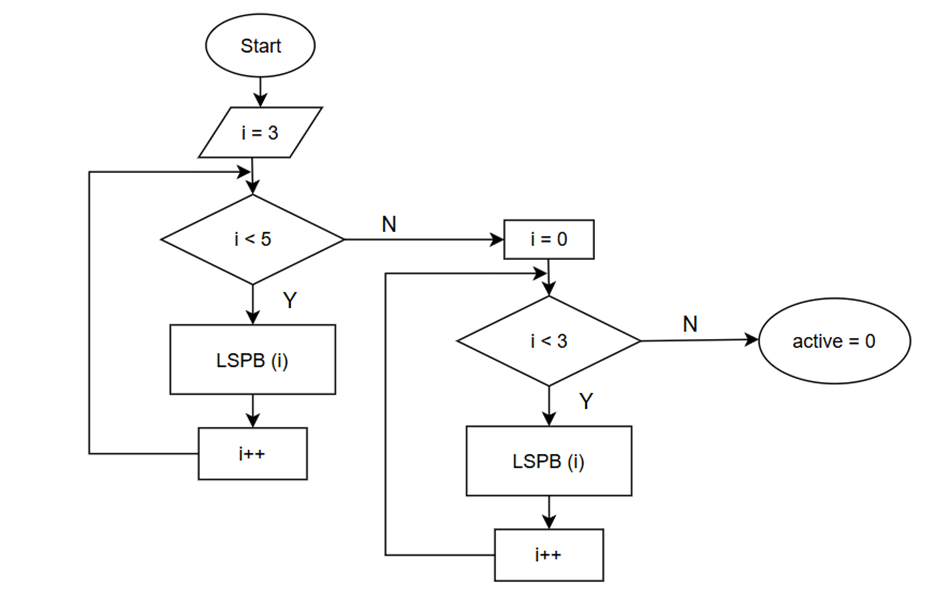 Start
i = 3
i < 5
N
Y
LSPB (i)
i++
i = 0
i < 3
N
active = 0
Y
LSPB (i)
i++